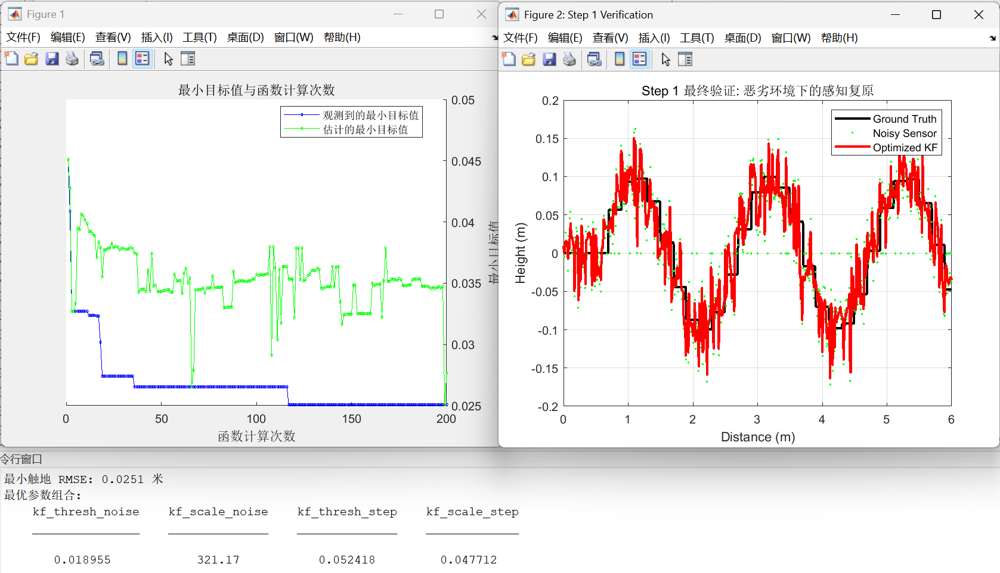 Figure 1
文件(F) 编辑(E) 查看(V) 插入(I) 工具(T) 桌面(D) 窗口(W) 帮助(H)
最小目标值与函数计算次数
观测到的最小目标值
估计的最小目标值
0.05
0.045
0.04
0.035
0.03
0.025
最小目标值
0 50 100 150 200
函数计算次数
Figure 2: Step 1 Verification
文件(F) 编辑(E) 查看(V) 插入(I) 工具(T) 桌面(D) 窗口(W) 帮助(H)
Step 1 最终验证: 恶劣环境下的感知复原
Ground Truth
Noisy Sensor
Optimized KF
0.2
0.15
0.1
0.05
0
-0.05
-0.1
-0.15
-0.2
Height (m)
0 1 2 3 4 5 6
Distance (m)
令行窗口
最小触地 RMSE: 0.0251 米
最优参数组合:
kf_thresh_noise kf_scale_noise kf_thresh_step kf_scale_step
0.018955 321.17 0.052418 0.047712